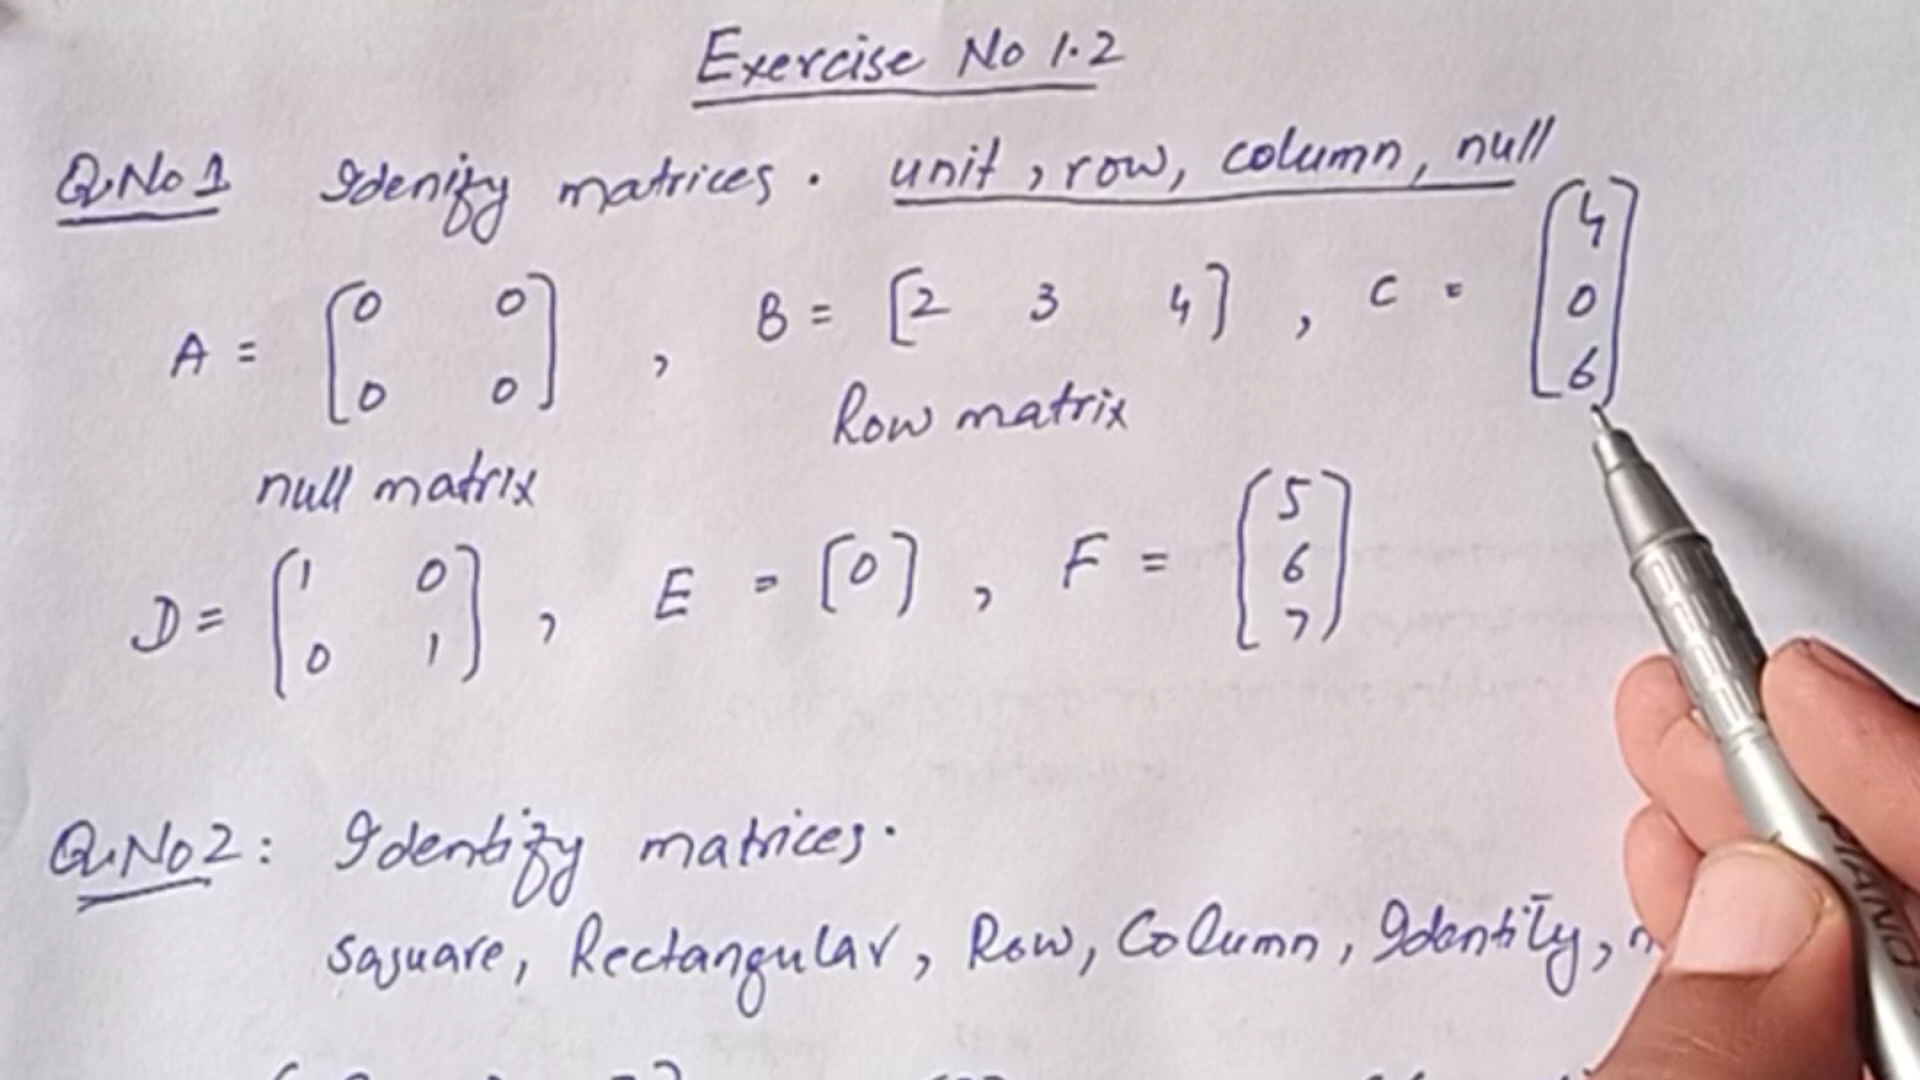 Exercise No 1.2
Q.No 1 Idenify matrices. unit, row, column, null
A = [0 0 0 0], B = [2 3 4], C = [4 0 6]
null matrix Row matrix
D = [1 0 0 1], E = [0], F = [5 6 7]
Q.No 2: Identify matrices.
Square, Rectangular, Row, Column, Identity,
PIANO